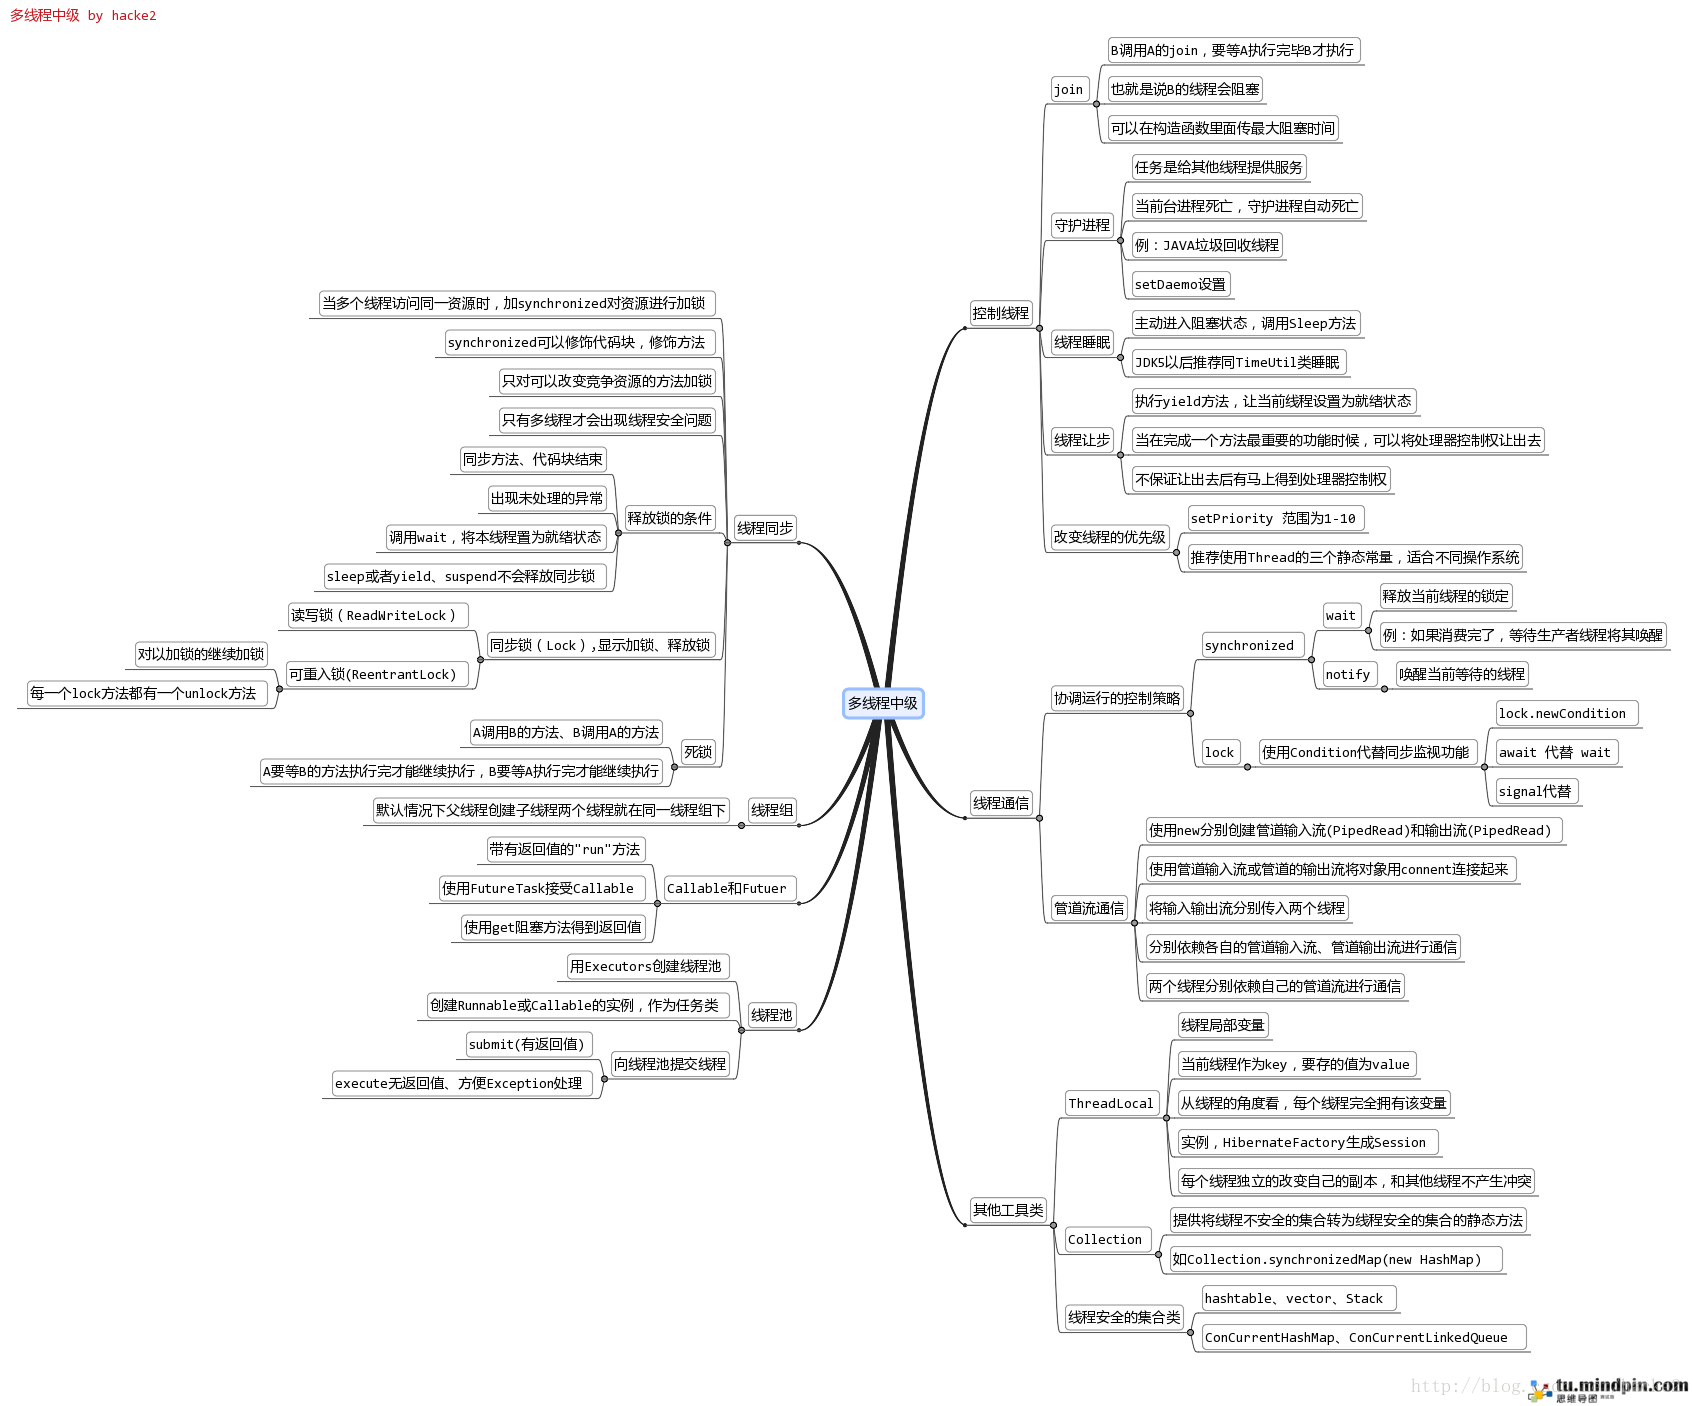 多线程中级 by hacke2
多线程中级
控制线程
join
B调用A的join，要等A执行完毕B才执行
也就是说B的线程会阻塞
可以在构造函数里面传最大阻塞时间
守护进程
任务是给其他线程提供服务
当前台进程死亡，守护进程自动死亡
例：JAVA垃圾回收线程
setDaemo设置
线程睡眠
主动进入阻塞状态，调用Sleep方法
JDK5以后推荐同TimeUtil类睡眠
线程让步
执行yield方法，让当前线程设置为就绪状态
当在完成一个方法最重要的功能时候，可以将处理器控制权让出去
不保证让出去后有马上得到处理器控制权
改变线程的优先级
setPriority 范围为1-10
推荐使用Thread的三个静态常量，适合不同操作系统
线程通信
协调运行的控制策略
synchronized
wait
释放当前线程的锁定
例：如果消费完了，等待生产者线程将其唤醒
notify
唤醒当前等待的线程
lock
使用Condition代替同步监视功能
lock.newCondition
await 代替 wait
signal代替
管道流通信
使用new分别创建管道输入流(PipedRead)和输出流(PipedRead)
使用管道输入流或管道的输出流将对象用connent连接起来
将输入输出流分别传入两个线程
分别依赖各自的管道输入流、管道输出流进行通信
两个线程分别依赖自己的管道流进行通信
其他工具类
ThreadLocal
线程局部变量
当前线程作为key，要存的值为value
从线程的角度看，每个线程完全拥有该变量
实例，HibernateFactory生成Session
每个线程独立的改变自己的副本，和其他线程不产生冲突
Collection
提供将线程不安全的集合转为线程安全的集合的静态方法
如Collection.synchronizedMap(new HashMap)
线程安全的集合类
hashtable、vector、Stack
ConCurrentHashMap、ConCurrentLinkedQueue
线程同步
当多个线程访问同一资源时，加synchronized对资源进行加锁
synchronized可以修饰代码块，修饰方法
只对可以改变竞争资源的方法加锁
只有多线程才会出现线程安全问题
释放锁的条件
同步方法、代码块结束
出现未处理的异常
调用wait，将本线程置为就绪状态
sleep或者yield、suspend不会释放同步锁
同步锁（Lock）,显示加锁、释放锁
读写锁（ReadWriteLock）
可重入锁(ReentrantLock)
对以加锁的继续加锁
每一个lock方法都有一个unlock方法
死锁
A调用B的方法、B调用A的方法
A要等B的方法执行完才能继续执行，B要等A执行完才能继续执行
线程组
默认情况下父线程创建子线程两个线程就在同一线程组下
Callable和Futuer
带有返回值的"run"方法
使用FutureTask接受Callable
使用get阻塞方法得到返回值
线程池
用Executors创建线程池
创建Runnable或Callable的实例，作为任务类
向线程池提交线程
submit(有返回值)
execute无返回值、方便Exception处理
http://blog.
tu.mindpin.com
思维导图